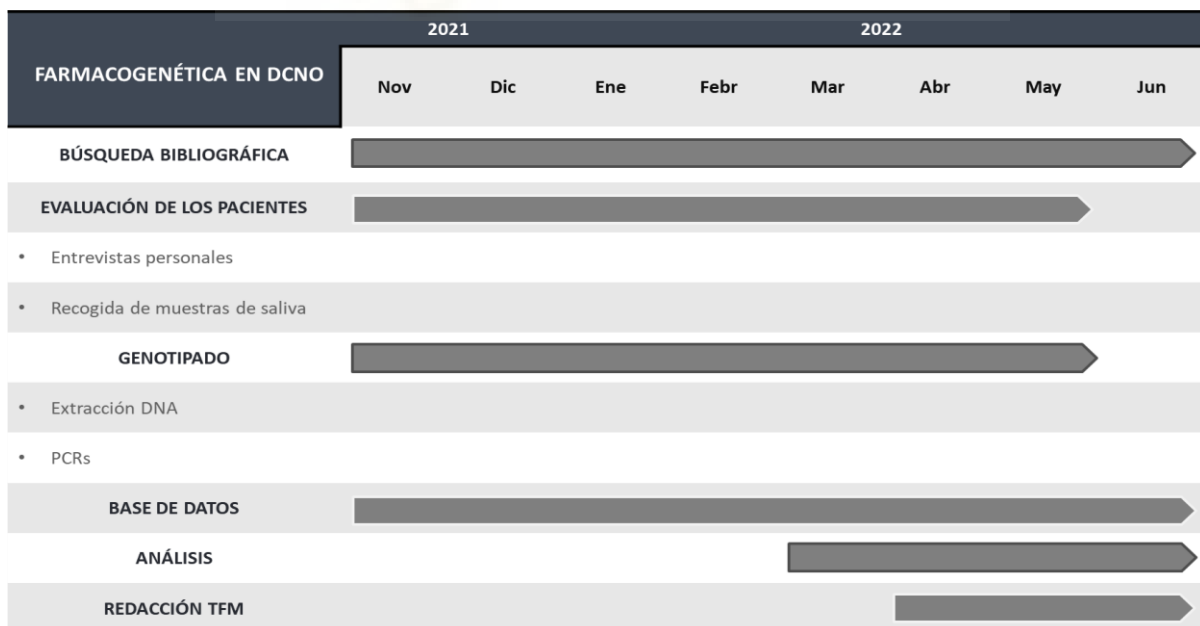 2021 2022
FARMACOGENÉTICA EN DCNO
Nov Dic Ene Febr Mar Abr May Jun
BÚSQUEDA BIBLIOGRÁFICA
EVALUACIÓN DE LOS PACIENTES
• Entrevistas personales
• Recogida de muestras de saliva
GENOTIPADO
• Extracción DNA
• PCRs
BASE DE DATOS
ANÁLISIS
REDACCIÓN TFM